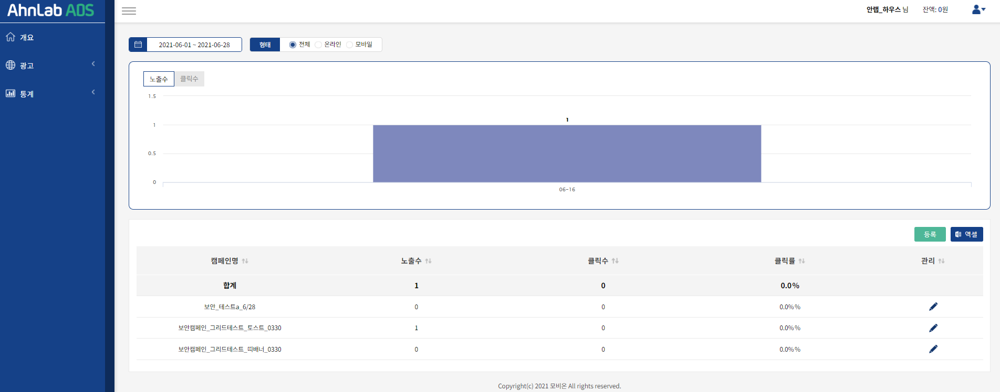 AhnLab ADS
안랩_하우스 님 잔액: 0원
개요
광고
통계
2021-06-01 ~ 2021-06-28
형태 전체 온라인 모바일
노출수 클릭수
1.5
1
1
0.5
0
06-16
등록 엑셀
캠페인명 노출수 클릭수 클릭률 관리
합계 1 0 0.0%
보안_테스트a_6/28 0 0 0.0%%
보안캠페인_그리드테스트_토스트_0330 1 0 0.0%%
보안캠페인_그리드테스트_띠배너_0330 0 0 0.0%%
Copyright(c) 2021 모비온 All rights reserved.